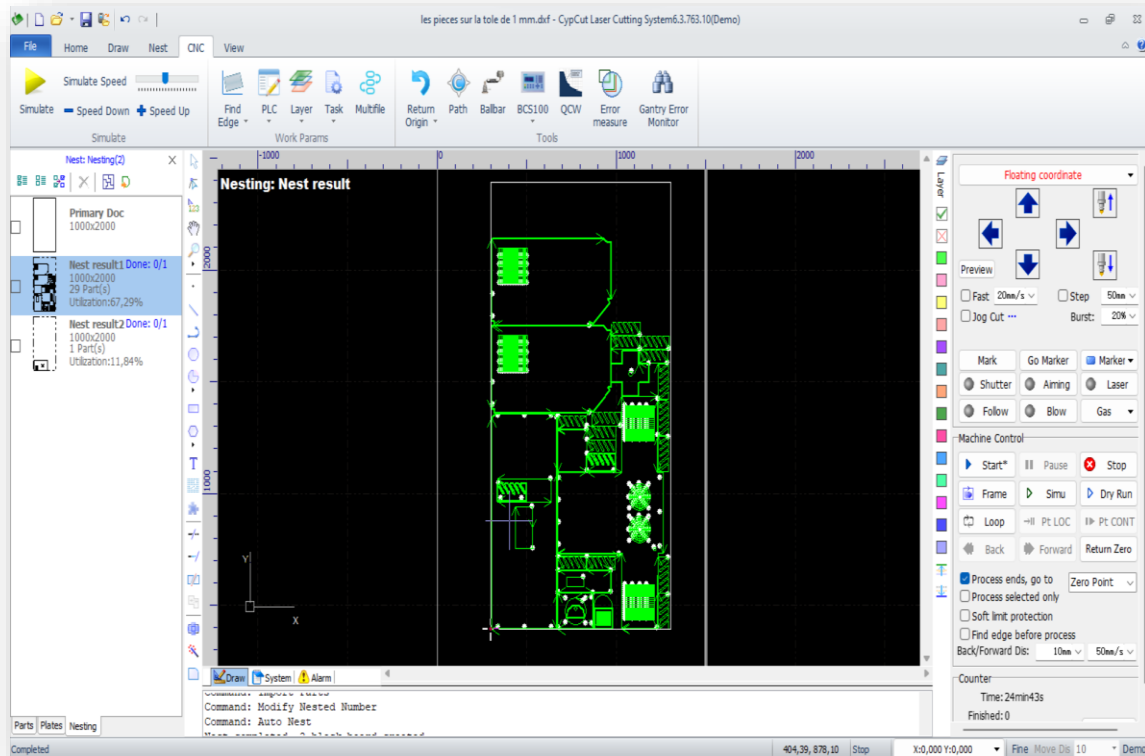 les pieces sur la tole de 1 mm.dxf - CypCut Laser Cutting System6.3.763.10(Demo)
File Home Draw Nest CNC View
Simulate Speed
Simulate Speed Down Speed Up
Find Edge PLC Layer Task Multifile Return Origin Path Balbar BCS100 QCW Error measure Gantry Error Monitor
Simulate Work Params Tools
Nest: Nesting(2)
Primary Doc
1000x2000
Nest result1 Done: 0/1
1000x2000
29 Part(s)
Utilization:67,29%
Nest result2 Done: 0/1
1000x2000
1 Part(s)
Utilization:11,84%
Parts Plates Nesting
-1000 0 1000 2000
Nesting: Nest result
2000
1000
Y
X
Layer
Draw System Alarm
Command: Modify Nested Number
Command: Auto Nest
Floating coordinate
Preview
Fast 20mm/s Step 50mm
Jog Cut Burst: 20%
Mark Go Marker Marker
Shutter Aiming Laser
Follow Blow Gas
Machine Control
Start* Pause Stop
Frame Simu Dry Run
Loop Pt LOC Pt CONT
Back Forward Return Zero
Process ends, go to Zero Point
Process selected only
Soft limit protection
Find edge before process
Back/Forward Dis: 10mm 50mm/s
Counter
Time:24min43s
Finished:0
Completed 404,39, 878,10 Stop X:0,000 Y:0,000 Fine Move Dis 10 Demo